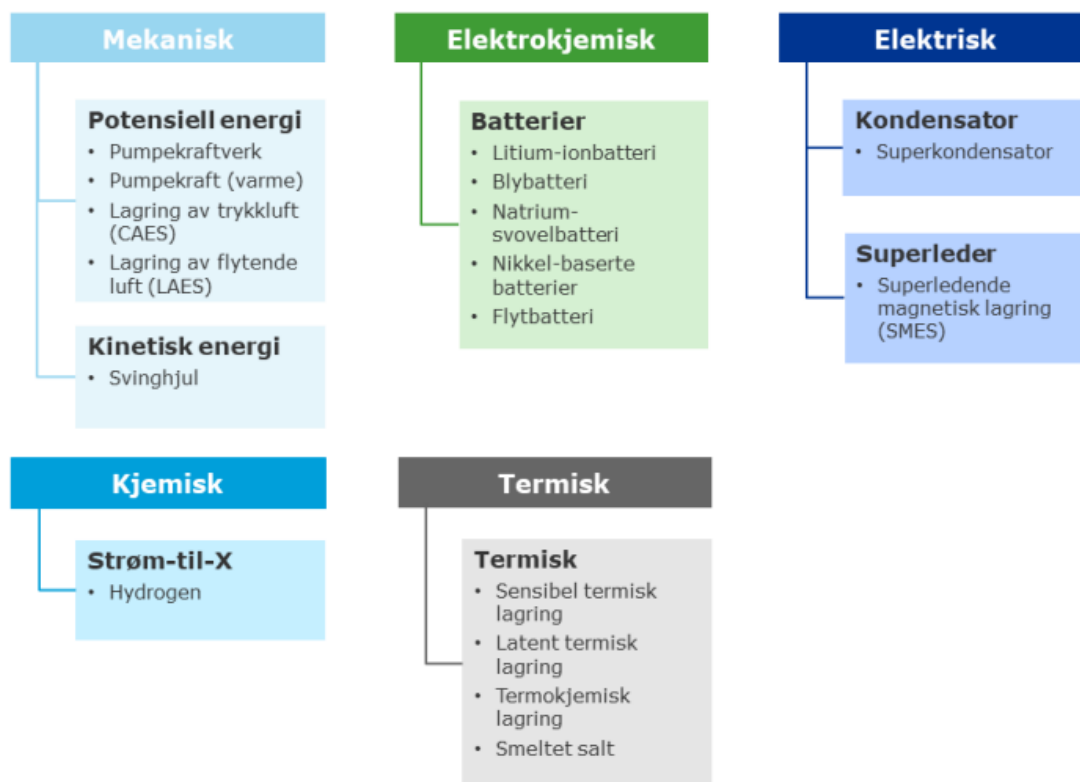 Mekanisk
Potensiell energi
• Pumpekraftverk
• Pumpekraft (varme)
• Lagring av trykkluft
(CAES)
• Lagring av flytende
luft (LAES)
Kinetisk energi
• Svinghjul
Elektrokjemisk
Batterier
• Litium-ionbatteri
• Blybatteri
• Natrium-
svovelbatteri
• Nikkel-baserte
batterier
• Flytbatteri
Elektrisk
Kondensator
• Superkondensator
Superleder
• Superledende
magnetisk lagring
(SMES)
Kjemisk
Strøm-til-X
• Hydrogen
Termisk
Termisk
• Sensibel termisk
lagring
• Latent termisk
lagring
• Termokjemisk
lagring
• Smeltet salt